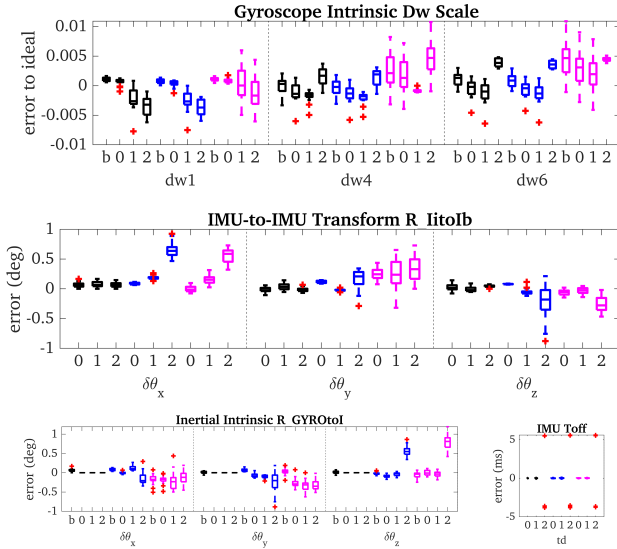 Gyroscope Intrinsic Dw Scale
error to ideal
0.01
0.005
0
-0.005
-0.01
b 0 1 2 b 0 1 2 b 0 1 2 b 0 1 2 b 0 1 2 b 0 1 2 b 0 1 2 b 0 1 2 b 0 1 2
dw1 dw4 dw6
IMU-to-IMU Transform R_IitoIb
error (deg)
1
0.5
0
-0.5
-1
0 1 2 0 1 2 0 1 2 0 1 2 0 1 2 0 1 2 0 1 2 0 1 2 0 1 2
δθx δθy δθz
Inertial Intrinsic R_GYROtoI
error (deg)
1
0.5
0
-0.5
-1
b 0 1 2 b 0 1 2 b 0 1 2 b 0 1 2 b 0 1 2 b 0 1 2 b 0 1 2 b 0 1 2 b 0 1 2
δθx δθy δθz
IMU Toff
error (ms)
5
0
-5
0 1 2 0 1 2 0 1 2
td